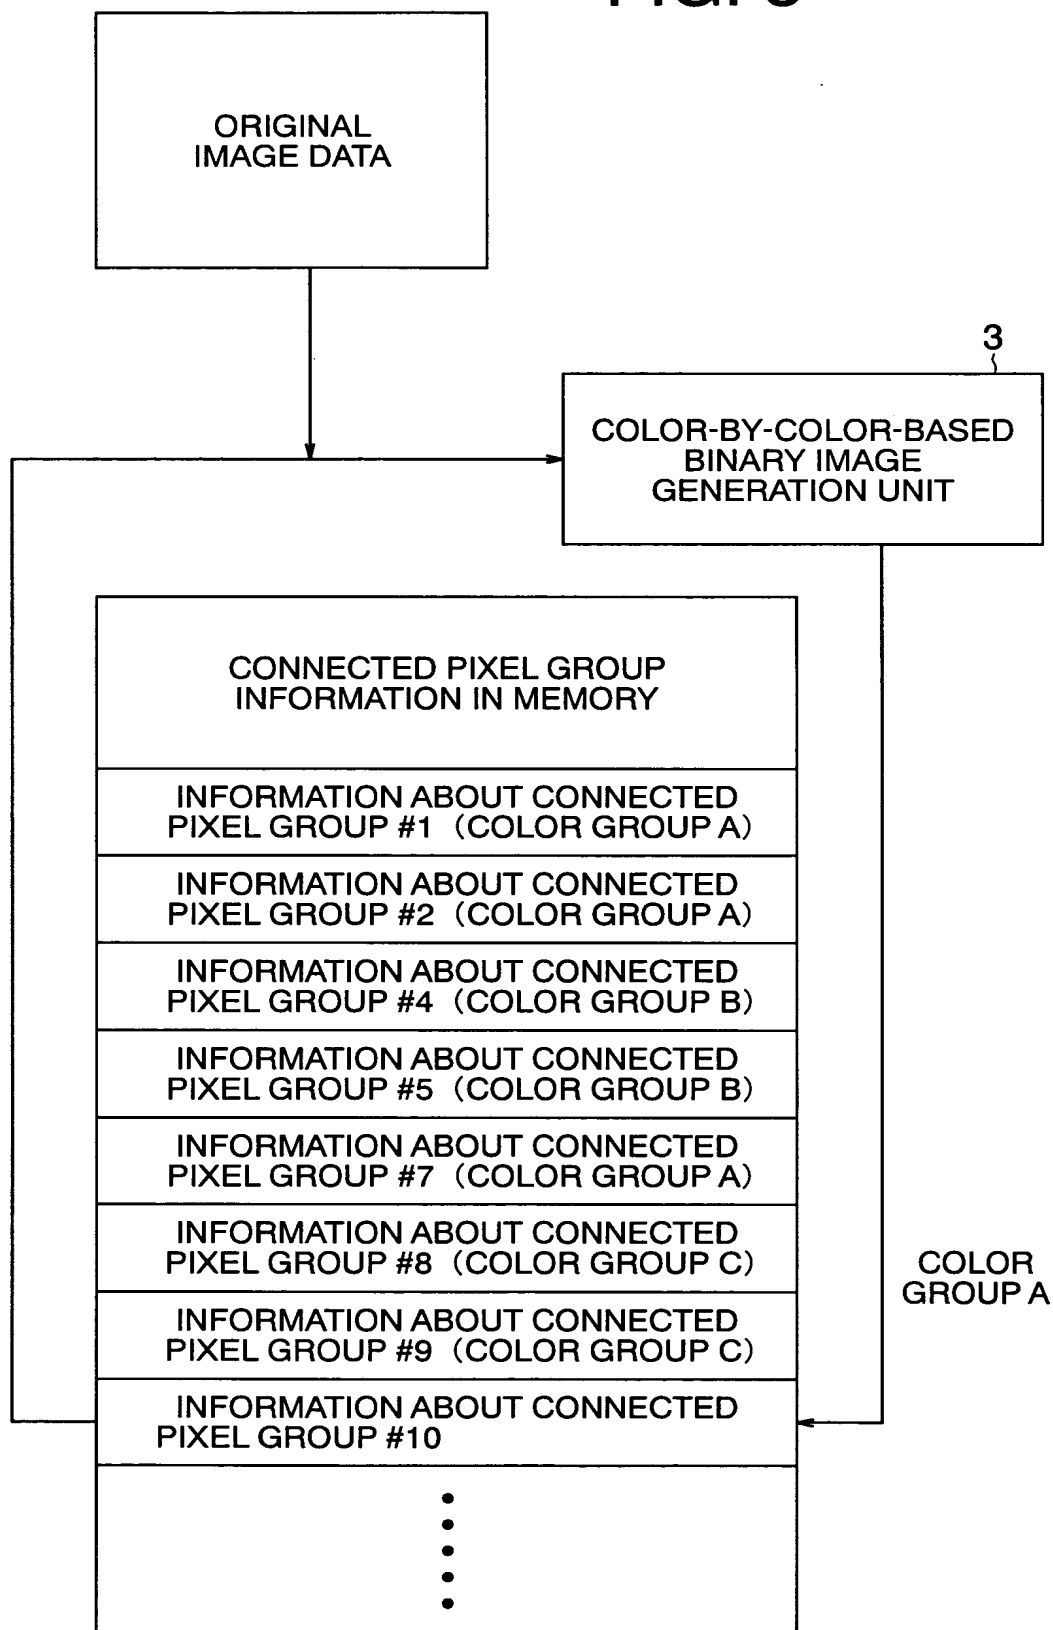 ORIGINAL
IMAGE DATA
3
COLOR-BY-COLOR-BASED
BINARY IMAGE
GENERATION UNIT
CONNECTED PIXEL GROUP
INFORMATION IN MEMORY
INFORMATION ABOUT CONNECTED
PIXEL GROUP #1 (COLOR GROUP A)
INFORMATION ABOUT CONNECTED
PIXEL GROUP #2 (COLOR GROUP A)
INFORMATION ABOUT CONNECTED
PIXEL GROUP #4 (COLOR GROUP B)
INFORMATION ABOUT CONNECTED
PIXEL GROUP #5 (COLOR GROUP B)
INFORMATION ABOUT CONNECTED
PIXEL GROUP #7 (COLOR GROUP A)
INFORMATION ABOUT CONNECTED
PIXEL GROUP #8 (COLOR GROUP C)
INFORMATION ABOUT CONNECTED
PIXEL GROUP #9 (COLOR GROUP C)
INFORMATION ABOUT CONNECTED
PIXEL GROUP #10
COLOR
GROUP A